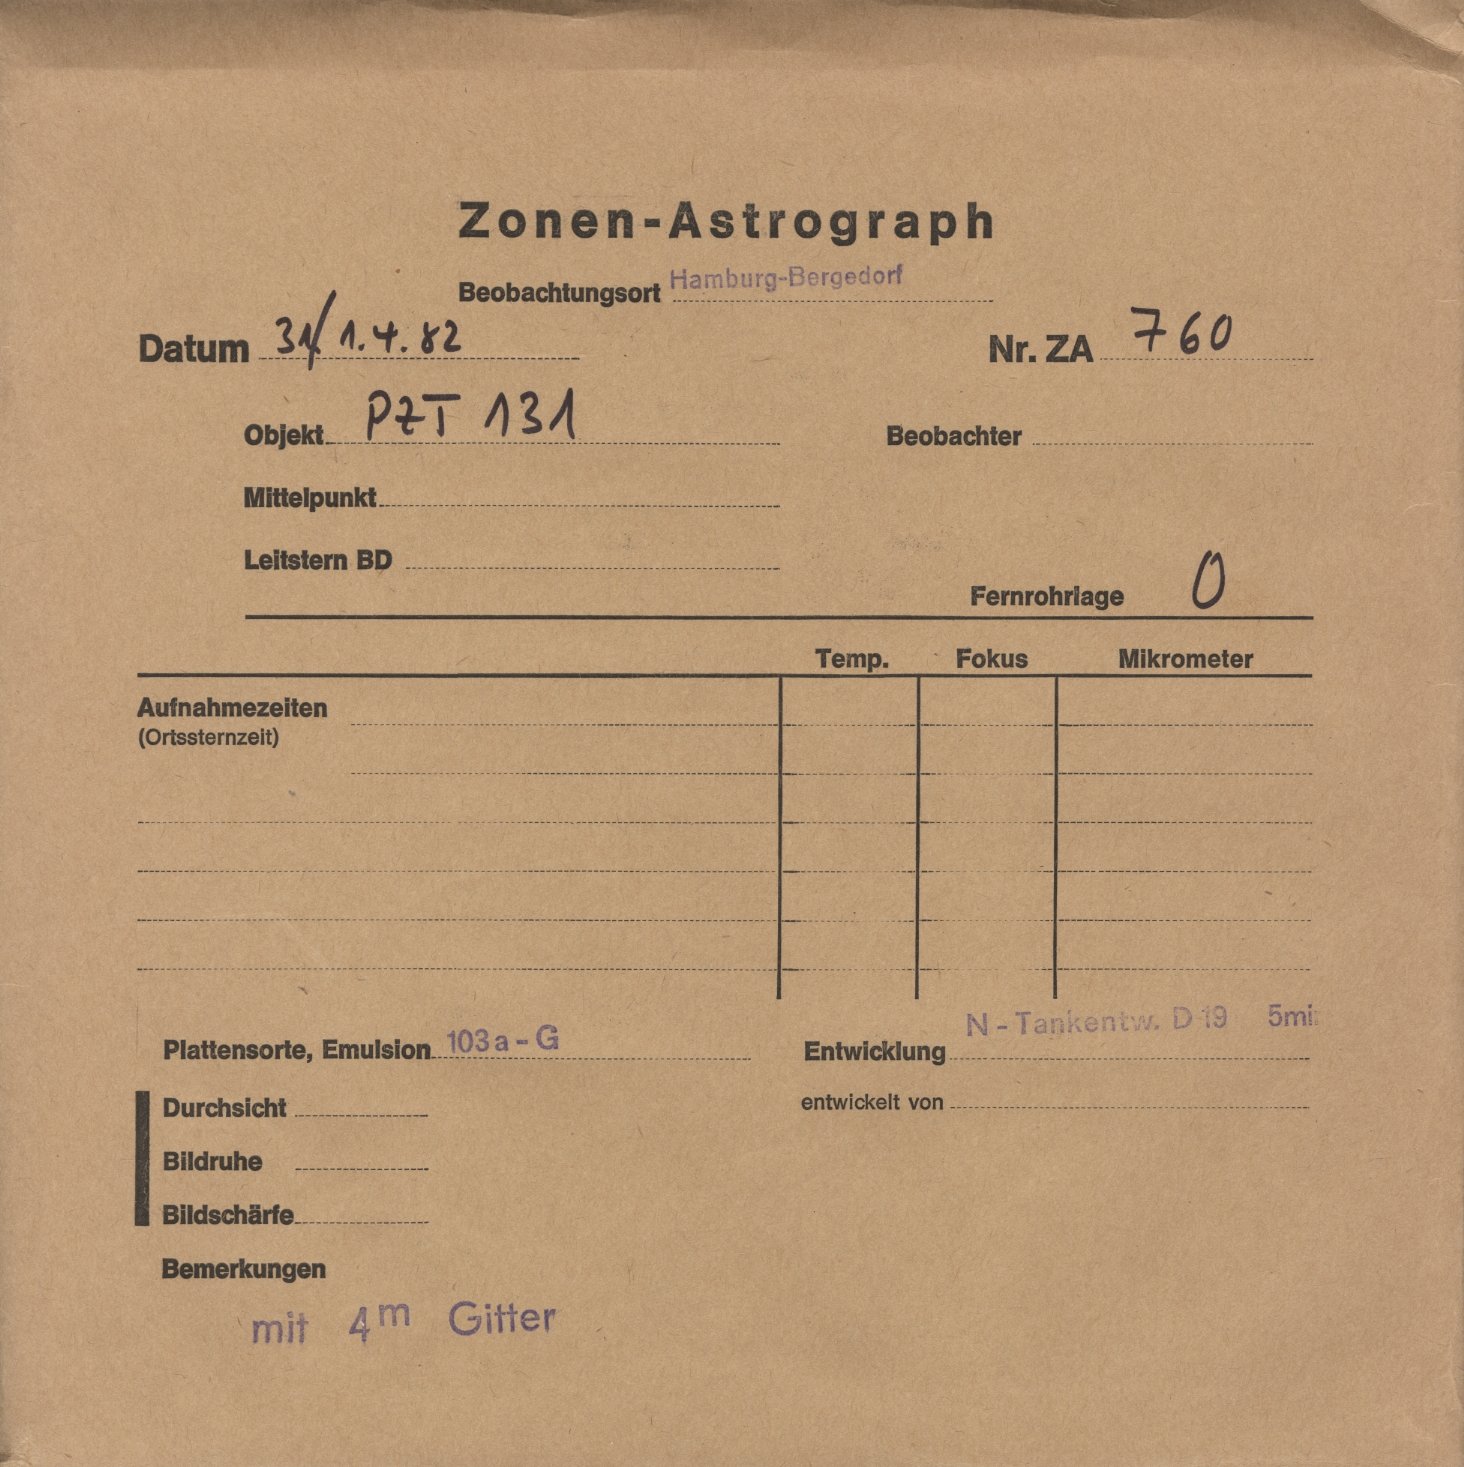 Zonen-Astrograph
Beobachtungsort Hamburg-Bergedorf
Datum 31/1.4.82 Nr. ZA 760
Objekt PZT 131 Beobachter
Mittelpunkt
Leitstern BD
Fernrohrlage O
Temp. Fokus Mikrometer
Aufnahmezeiten
(Ortssternzeit)
Plattensorte, Emulsion 103a-G Entwicklung N-Tankentw. D-19 5mi
Durchsicht entwickelt von
Bildruhe
Bildschärfe
Bemerkungen
mit 4m Gitter